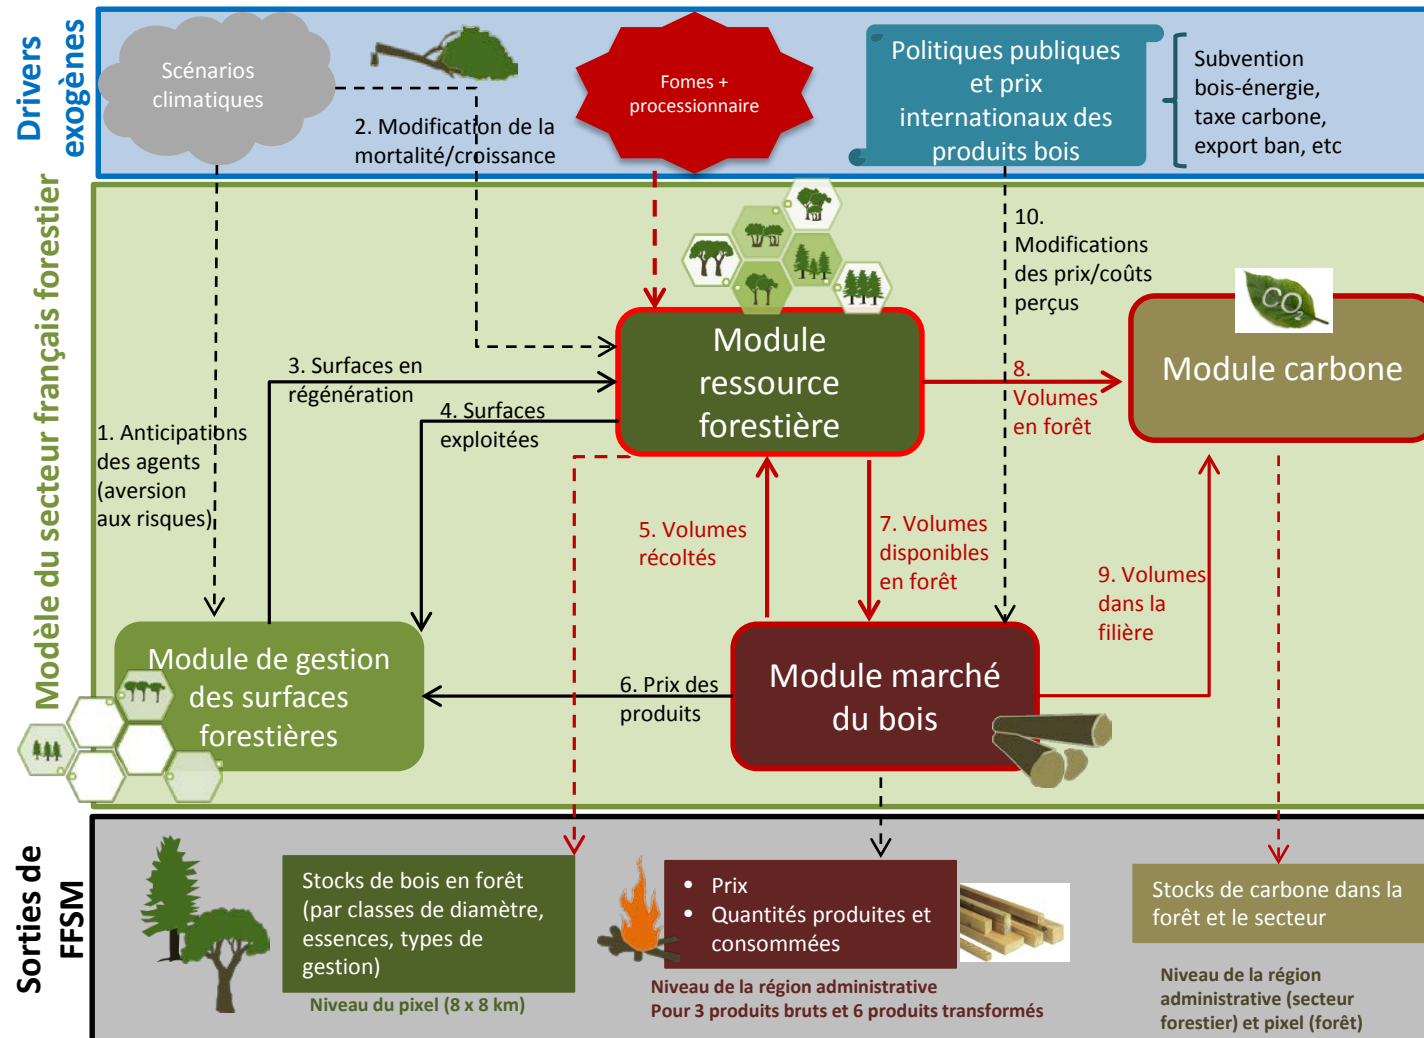 Drivers
exogènes
Scénarios
climatiques
2. Modification de la
mortalité/croissance
Fomes +
processionnaire
Politiques publiques
et prix
internationaux des
produits bois
Subvention
bois-énergie,
taxe carbone,
export ban, etc
Modèle du secteur français forestier
1. Anticipations
des agents
(aversion
aux risques)
3. Surfaces en
régénération
4. Surfaces
exploitées
Module
ressource
forestière
10.
Modifications
des prix/coûts
perçus
8.
Volumes
en forêt
CO2
Module carbone
5. Volumes
récoltés
7. Volumes
disponibles
en forêt
9. Volumes
dans la
filière
Module de gestion
des surfaces
forestières
6. Prix des
produits
Module marché
du bois
Sorties de
FFSM
Stocks de bois en forêt
(par classes de diamètre,
essences, types de
gestion)
Niveau du pixel (8 x 8 km)
• Prix
• Quantités produites et
consommées
Niveau de la région administrative
Pour 3 produits bruts et 6 produits transformés
Stocks de carbone dans la
forêt et le secteur
Niveau de la région
administrative (secteur
forestier) et pixel (forêt)